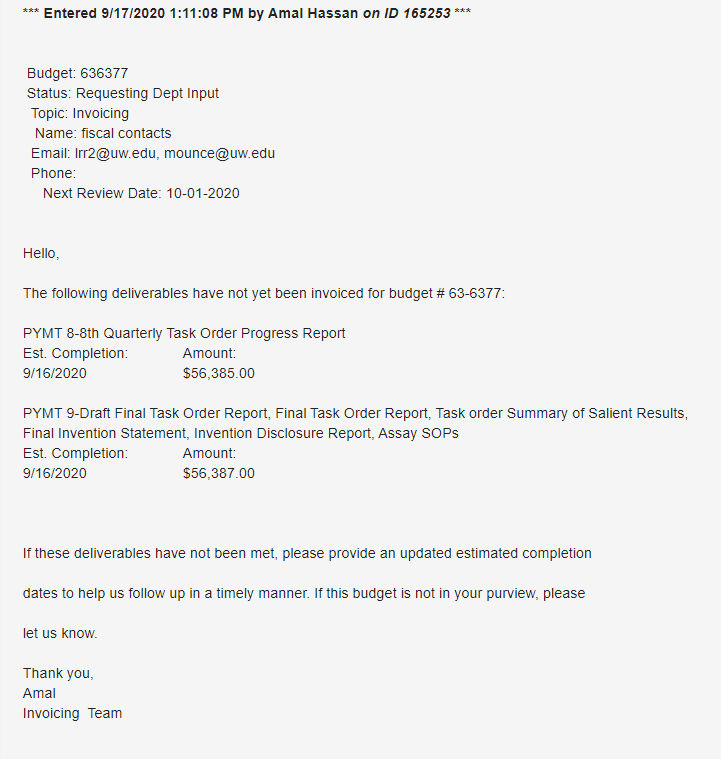 *** Entered 9/17/2020 1:11:08 PM by Amal Hassan on ID 165253 ***
Budget: 636377
Status: Requesting Dept Input
Topic: Invoicing
Name: fiscal contacts
Email: lrr2@uw.edu, mounce@uw.edu
Phone:
Next Review Date: 10-01-2020
Hello,
The following deliverables have not yet been invoiced for budget # 63-6377:
PYMT 8-8th Quarterly Task Order Progress Report
Est. Completion: Amount:
9/16/2020 $56,385.00
PYMT 9-Draft Final Task Order Report, Final Task Order Report, Task order Summary of Salient Results,
Final Invention Statement, Invention Disclosure Report, Assay SOPs
Est. Completion: Amount:
9/16/2020 $56,387.00
If these deliverables have not been met, please provide an updated estimated completion
dates to help us follow up in a timely manner. If this budget is not in your purview, please
let us know.
Thank you,
Amal
Invoicing  Team